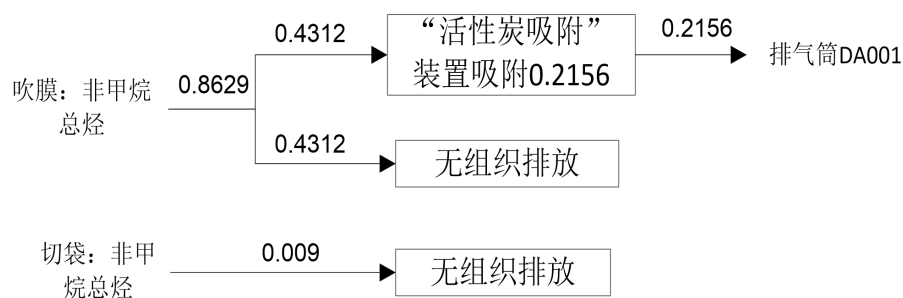 0.4312
“活性炭吸附”
装置吸附0.2156
0.2156
排气筒DA001
吹膜：非甲烷
总烃
0.8629
0.4312
无组织排放
切袋：非甲
烷总烃
0.009
无组织排放